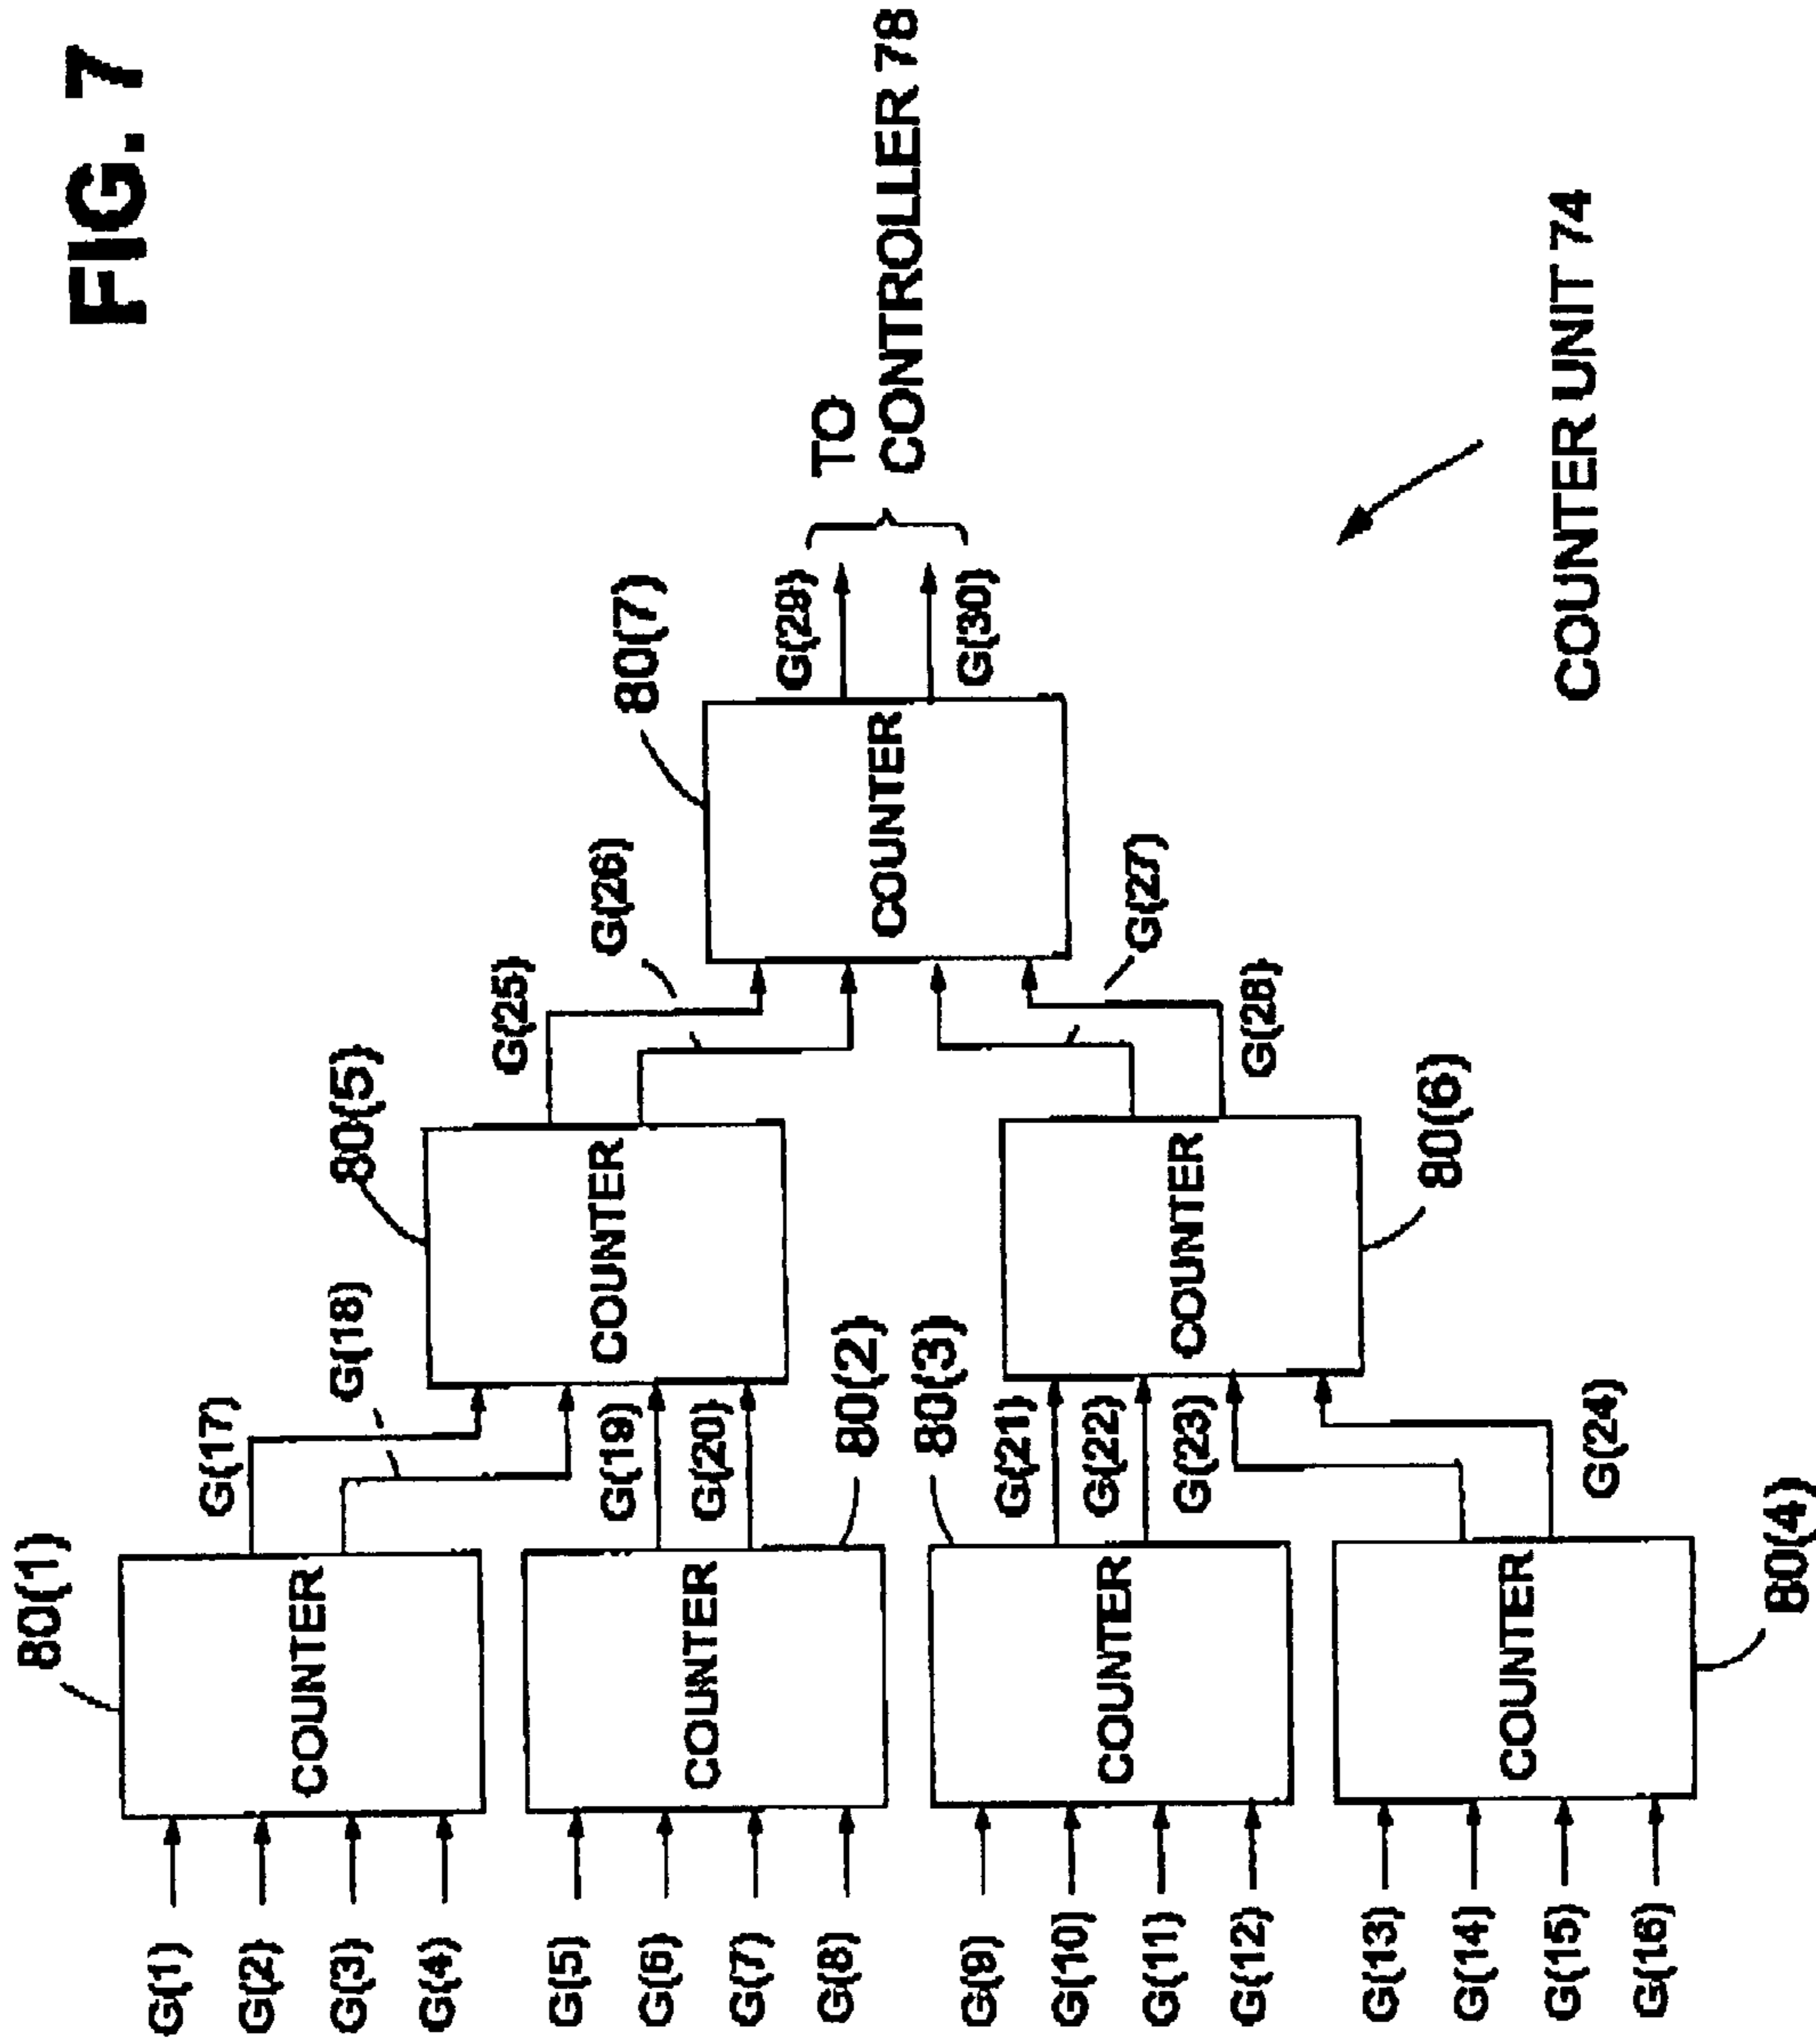 FIG. 7
80(1)
G(1)
G(2)
G(3)
G(4)
COUNTER
G(17)
G(18)
G(5)
G(6)
G(7)
G(8)
COUNTER
80(2)
G(19)
G(20)
G(9)
G(10)
G(11)
G(12)
COUNTER
80(3)
G(21)
G(22)
G(13)
G(14)
G(15)
G(16)
COUNTER
80(4)
G(23)
G(24)
80(5)
COUNTER
G(25)
G(26)
COUNTER
80(6)
G(27)
G(28)
80(7)
COUNTER
G(29)
G(30)
TO
CONTROLLER 78
COUNTER UNIT 74